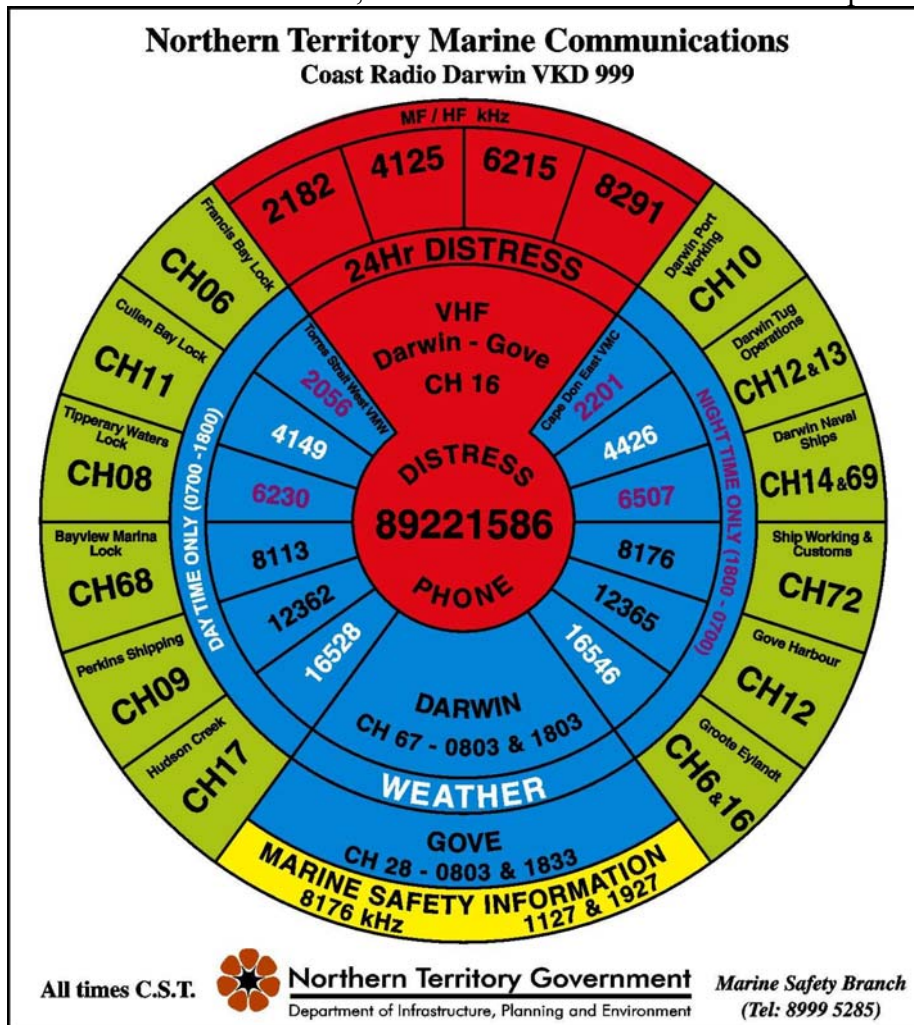 Northern Territory Marine Communications
Coast Radio Darwin VKD 999
MF / HF kHz
2182
4125
6215
8291
24Hr DISTRESS
VHF
Darwin - Gove
CH 16
DISTRESS
89221586
PHONE
Francis Bay Lock
CH06
Cullen Bay Lock
CH11
Tipperary Waters
Lock
CH08
Bayview Marina
Lock
CH68
Perkins Shipping
CH09
Hudson Creek
CH17
DAY TIME ONLY (0700 -1800)
Torres Strait West VMW
2056
4149
6230
8113
12362
16528
Cape Don East VMC
2201
4426
6507
8176
12365
16546
NIGHT TIME ONLY (1800 - 0700)
Darwin Port
Working
CH10
Darwin Tug
Operations
CH12 & 13
Darwin Naval
Ships
CH14 & 69
Ship Working &
Customs
CH72
Gove Harbour
CH12
Groote Eylandt
CH6 & 16
DARWIN
CH 67 - 0803 & 1803
WEATHER
GOVE
CH 28 - 0803 & 1833
MARINE SAFETY INFORMATION
8176 kHz 1127 & 1927
All times C.S.T.
Northern Territory Government
Department of Infrastructure, Planning and Environment
Marine Safety Branch
(Tel: 8999 5285)